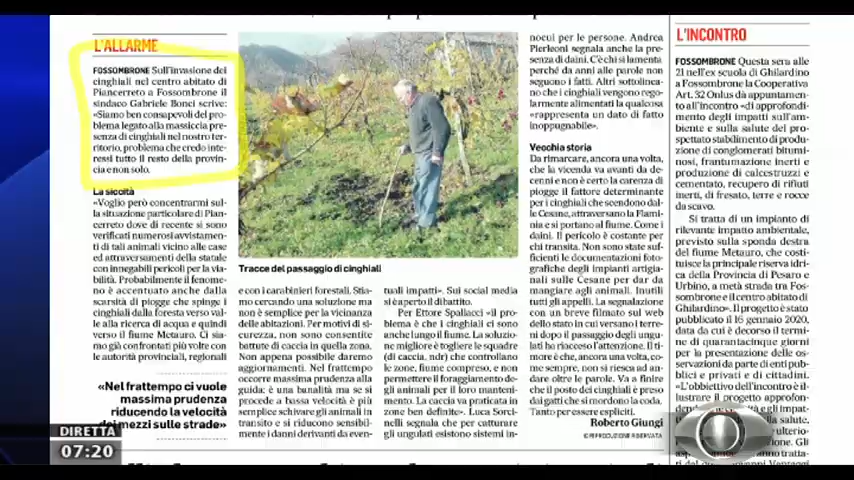 L'ALLARME
FOSSOMBRONE Sull'invasione dei
cinghiali nel centro abitato di
Piancerreto a Fossombrone il
sindaco Gabriele Bonci scrive:
«Siamo ben consapevoli del pro-
blema legato alla massiccia pre-
senza di cinghiali nel nostro ter-
ritorio, problema che credo inte-
ressi tutto il resto della provin-
cia e non solo.
La siccità
«Voglio però concentrarmi sul-
la situazione particolare di Pian-
cerreto dove di recente si sono
verificati numerosi avvistamen-
ti di tali animali vicino alle case
ed attraversamenti della statale
con innegabili pericoli per la via-
bilità. Probabilmente il fenome-
no è accentuato anche dalla
scarsità di piogge che spinge i
cinghiali dalla foresta verso val-
le alla ricerca di acqua e quindi
verso il fiume Metauro. Ci sia-
mo già confrontati più volte con
le autorità provinciali, regionali
«Nel frattempo ci vuole
massima prudenza
riducendo la velocità
dei mezzi sulle strade»
Tracce del passaggio di cinghiali
e con i carabinieri forestali. Stia-
mo cercando una soluzione ma
non è semplice per la vicinanza
delle abitazioni. Per motivi di si-
curezza, non sono consentite
battute di caccia in quella zona.
Non appena possibile daremo
aggiornamenti. Nel frattempo
occorre massima prudenza alla
guida: è una banalità ma se si
procede a bassa velocità è più
semplice schivare gli animali in
transito e si riducono sensibil-
mente i danni derivanti da even-
tuali impatti». Sui social media
si è aperto il dibattito.
Per Ettore Spallacci «il pro-
blema è che i cinghiali ci sono
anche lungo il fiume. La soluzio-
ne migliore è togliere le squadre
(di caccia, ndr) che controllano
le zone, fiume compreso, e non
permettere il foraggiamento de-
gli animali per il loro manteni-
mento. La caccia va praticata in
zone ben definite». Luca Sorci-
nelli segnala che per catturare
gli ungulati esistono sistemi in-
nocui per le persone. Andrea
Pierleoni segnala anche la pre-
senza di daini. C'è chi si lamenta
perché da anni alle parole non
seguono i fatti. Altri sottolinea-
no che i cinghiali vengono rego-
larmente alimentati la qualcosa
«rappresenta un dato di fatto
inoppugnabile».
Vecchia storia
Da rimarcare, ancora una volta,
che la vicenda va avanti da de-
cenni e non è certo la carenza di
piogge il fattore determinante
per i cinghiali che scendono dal-
le Cesane, attraversano la Flami-
nia e si portano al fiume. Come i
daini. Il pericolo è costante per
chi transita. Non sono state suf-
ficienti le documentazioni foto-
grafiche degli impianti artigia-
nali sulle Cesane per dar da
mangiare agli animali. Inutili
tutti gli appelli. La segnalazione
con un breve filmato sul web
dello stato in cui versano i terre-
ni dopo il passaggio degli ungu-
lati ha riacceso l'attenzione. Il ti-
more è che, ancora una volta, co-
me sempre, non si riesca ad an-
dare oltre le parole. Va a finire
che il posto dei cinghiali è preso
dai gatti che si mordono la coda.
Tanto per essere espliciti.
Roberto Giungi
© RIPRODUZIONE RISERVATA
L'INCONTRO
FOSSOMBRONE Questa sera alle
21 nell'ex scuola di Ghilardino
a Fossombrone la Cooperativa
Art. 32 Onlus dà appuntamen-
to all'incontro «di approfondi-
mento degli impatti sull'am-
biente e sulla salute del pro-
spettato stabilimento di produ-
zione di conglomerati bitumi-
nosi, frantumazione inerti e
produzione di calcestruzzi e
cementato, recupero di rifiuti
inerti, di fresato, terre e rocce
da scavo.
Si tratta di un impianto di
rilevante impatto ambientale,
previsto sulla sponda destra
del fiume Metauro, che costi-
tuisce la principale riserva idri-
ca della Provincia di Pesaro e
Urbino, a metà strada tra Fos-
sombrone e il centro abitato di
Ghilardino». Il progetto è stato
pubblicato il 16 gennaio 2020,
data da cui è decorso il termi-
ne di quarantacinque giorni
per la presentazione delle os-
servazioni da parte di enti pub-
blici e privati e di cittadini.
«L'obbiettivo dell'incontro è il-
lustrare il progetto approfon-
DIRETTA
07:20